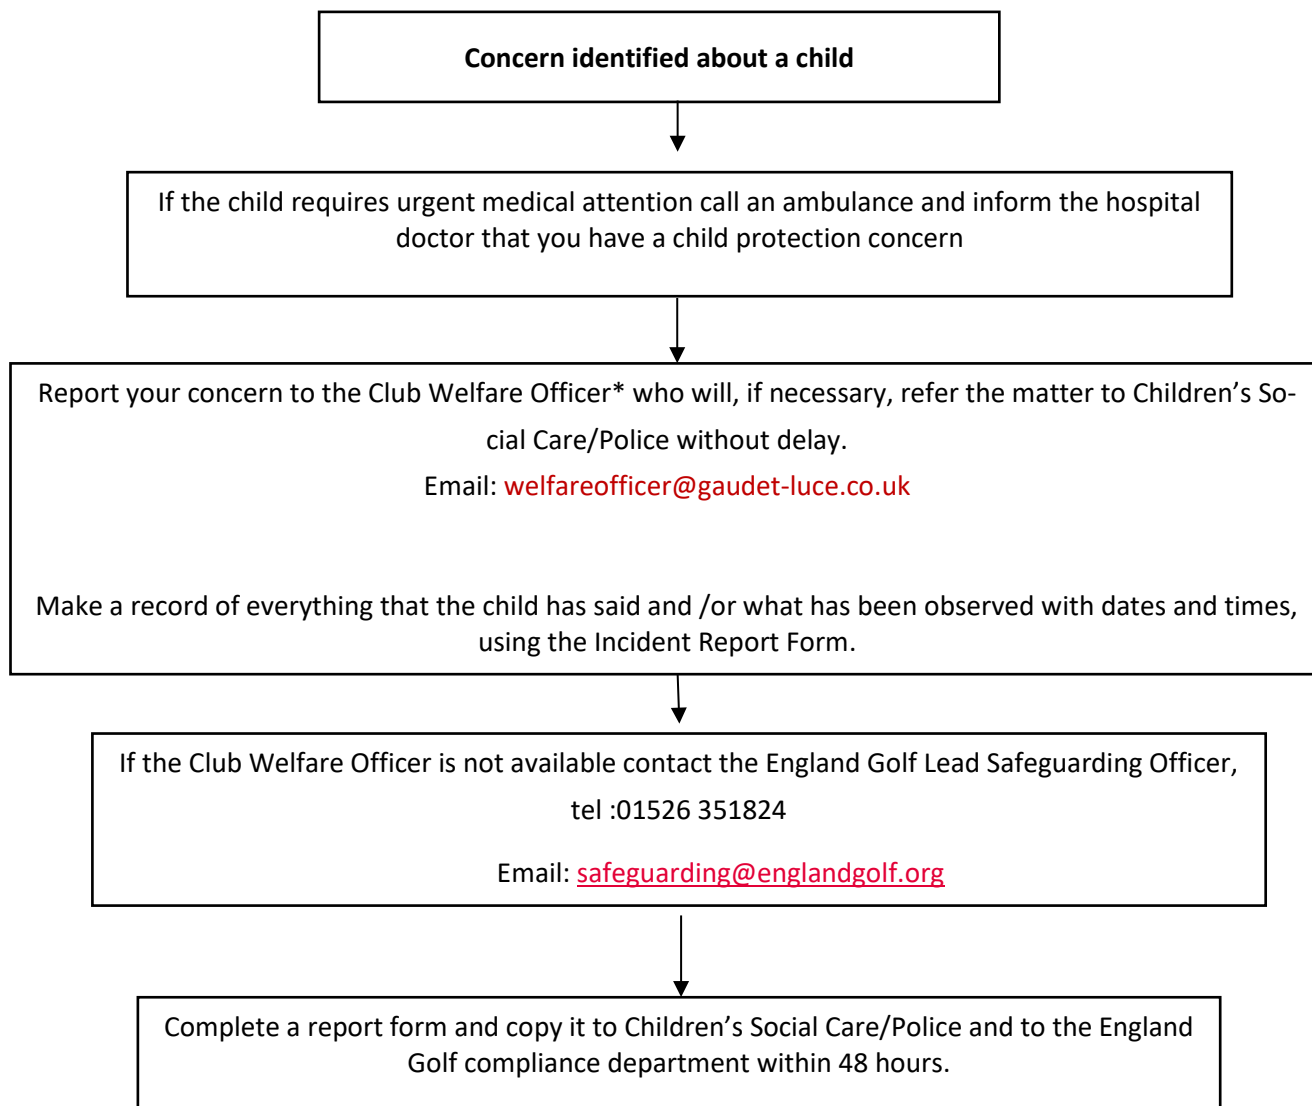 Concern identified about a child
If the child requires urgent medical attention call an ambulance and inform the hospital
doctor that you have a child protection concern
Report your concern to the Club Welfare Officer* who will, if necessary, refer the matter to Children’s So-
cial Care/Police without delay.
Email: welfareofficer@gaudet-luce.co.uk
Make a record of everything that the child has said and /or what has been observed with dates and times,
using the Incident Report Form.
If the Club Welfare Officer is not available contact the England Golf Lead Safeguarding Officer,
tel :01526 351824
Email: safeguarding@englandgolf.org
Complete a report form and copy it to Children’s Social Care/Police and to the England
Golf compliance department within 48 hours.